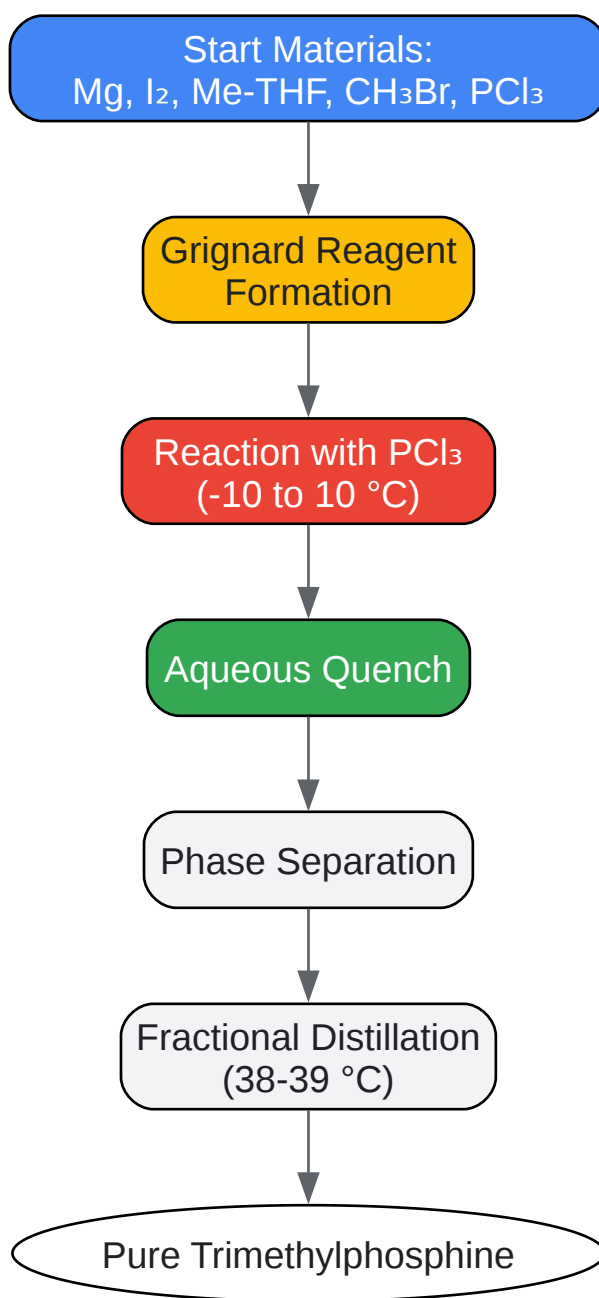 Start Materials:
Mg, I₂, Me-THF, CH₃Br, PCl₃
Grignard Reagent
Formation
Reaction with PCl₃
(-10 to 10 °C)
Aqueous Quench
Phase Separation
Fractional Distillation
(38-39 °C)
Pure Trimethylphosphine